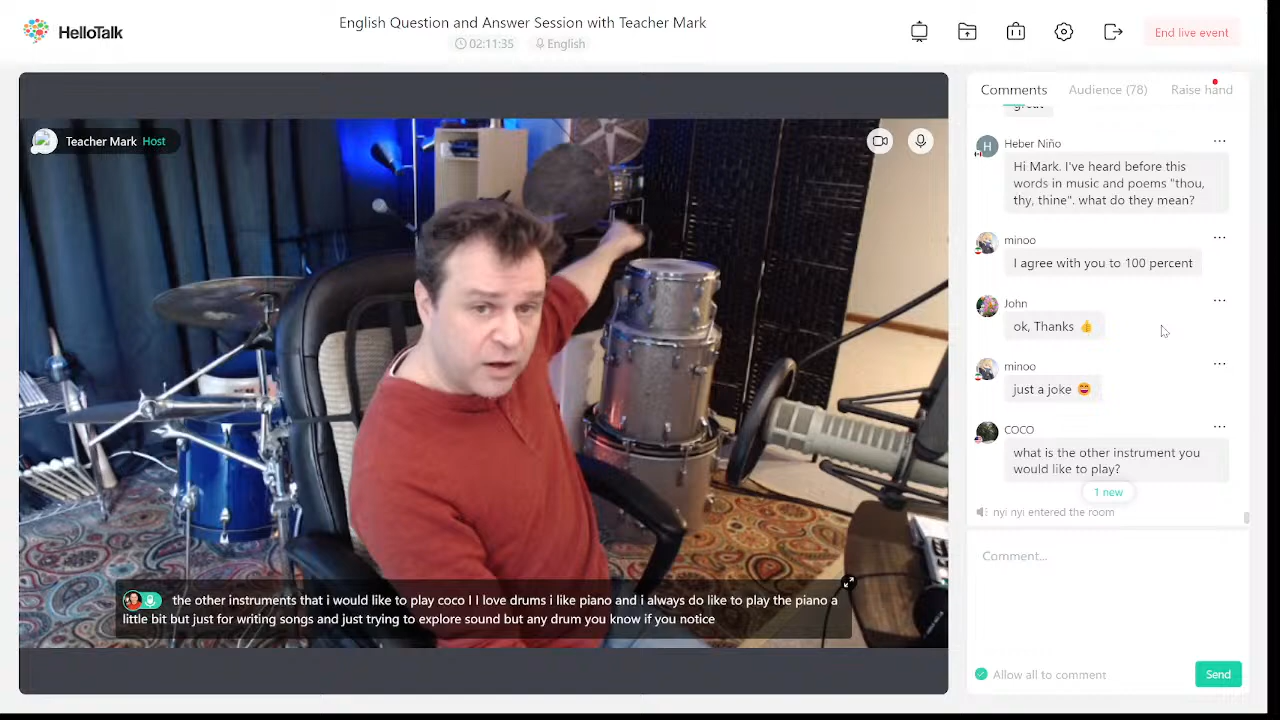 HelloTalk
English Question and Answer Session with Teacher Mark
02:11:35 English
End live event
Teacher Mark Host
the other instruments that i would like to play coco I I love drums i like piano and i always do like to play the piano a
little bit but just for writing songs and just trying to explore sound but any drum you know if you notice
Comments Audience (78) Raise hand
H Heber Niño
Hi Mark. I've heard before this
words in music and poems "thou,
thy, thine". what do they mean?
minoo
I agree with you to 100 percent
John
ok, Thanks 👍
minoo
just a joke 😄
COCO
what is the other instrument you
would like to play?
1 new
nyi nyi entered the room
Comment...
Allow all to comment
Send